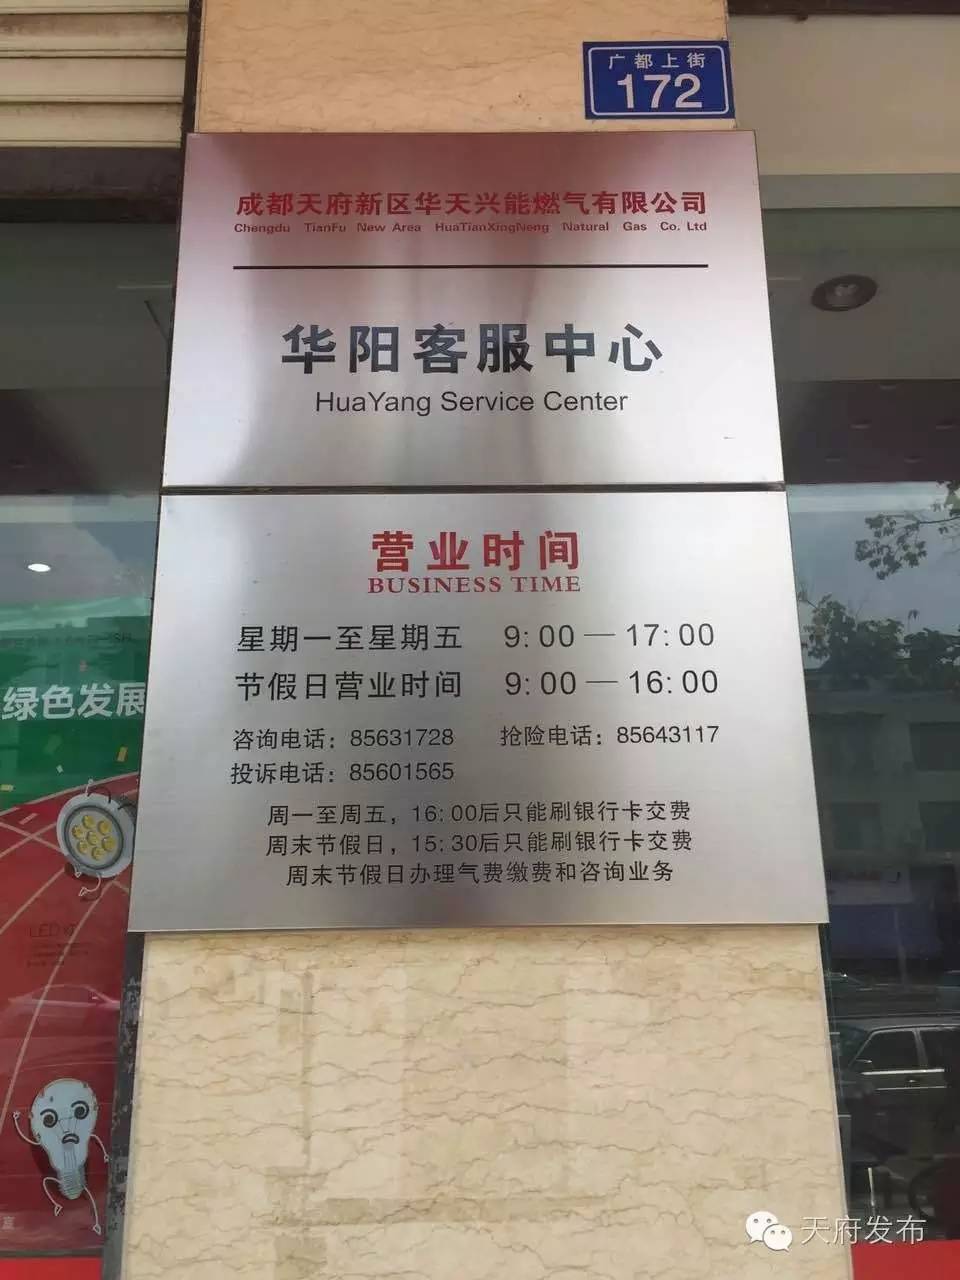 广都上街
172
成都天府新区华天兴能燃气有限公司
Chengdu TianFu New Area HuaTianXingNeng Natural Gas Co. Ltd
华阳客服中心
HuaYang Service Center
营业时间
BUSINESS TIME
星期一至星期五 9:00—17:00
节假日营业时间 9:00—16:00
咨询电话：85631728 抢险电话：85643117
投诉电话：85601565
周一至周五，16:00后只能刷银行卡交费
周末节假日，15:30后只能刷银行卡交费
周末节假日办理气费缴费和咨询业务
绿色发展
天府发布